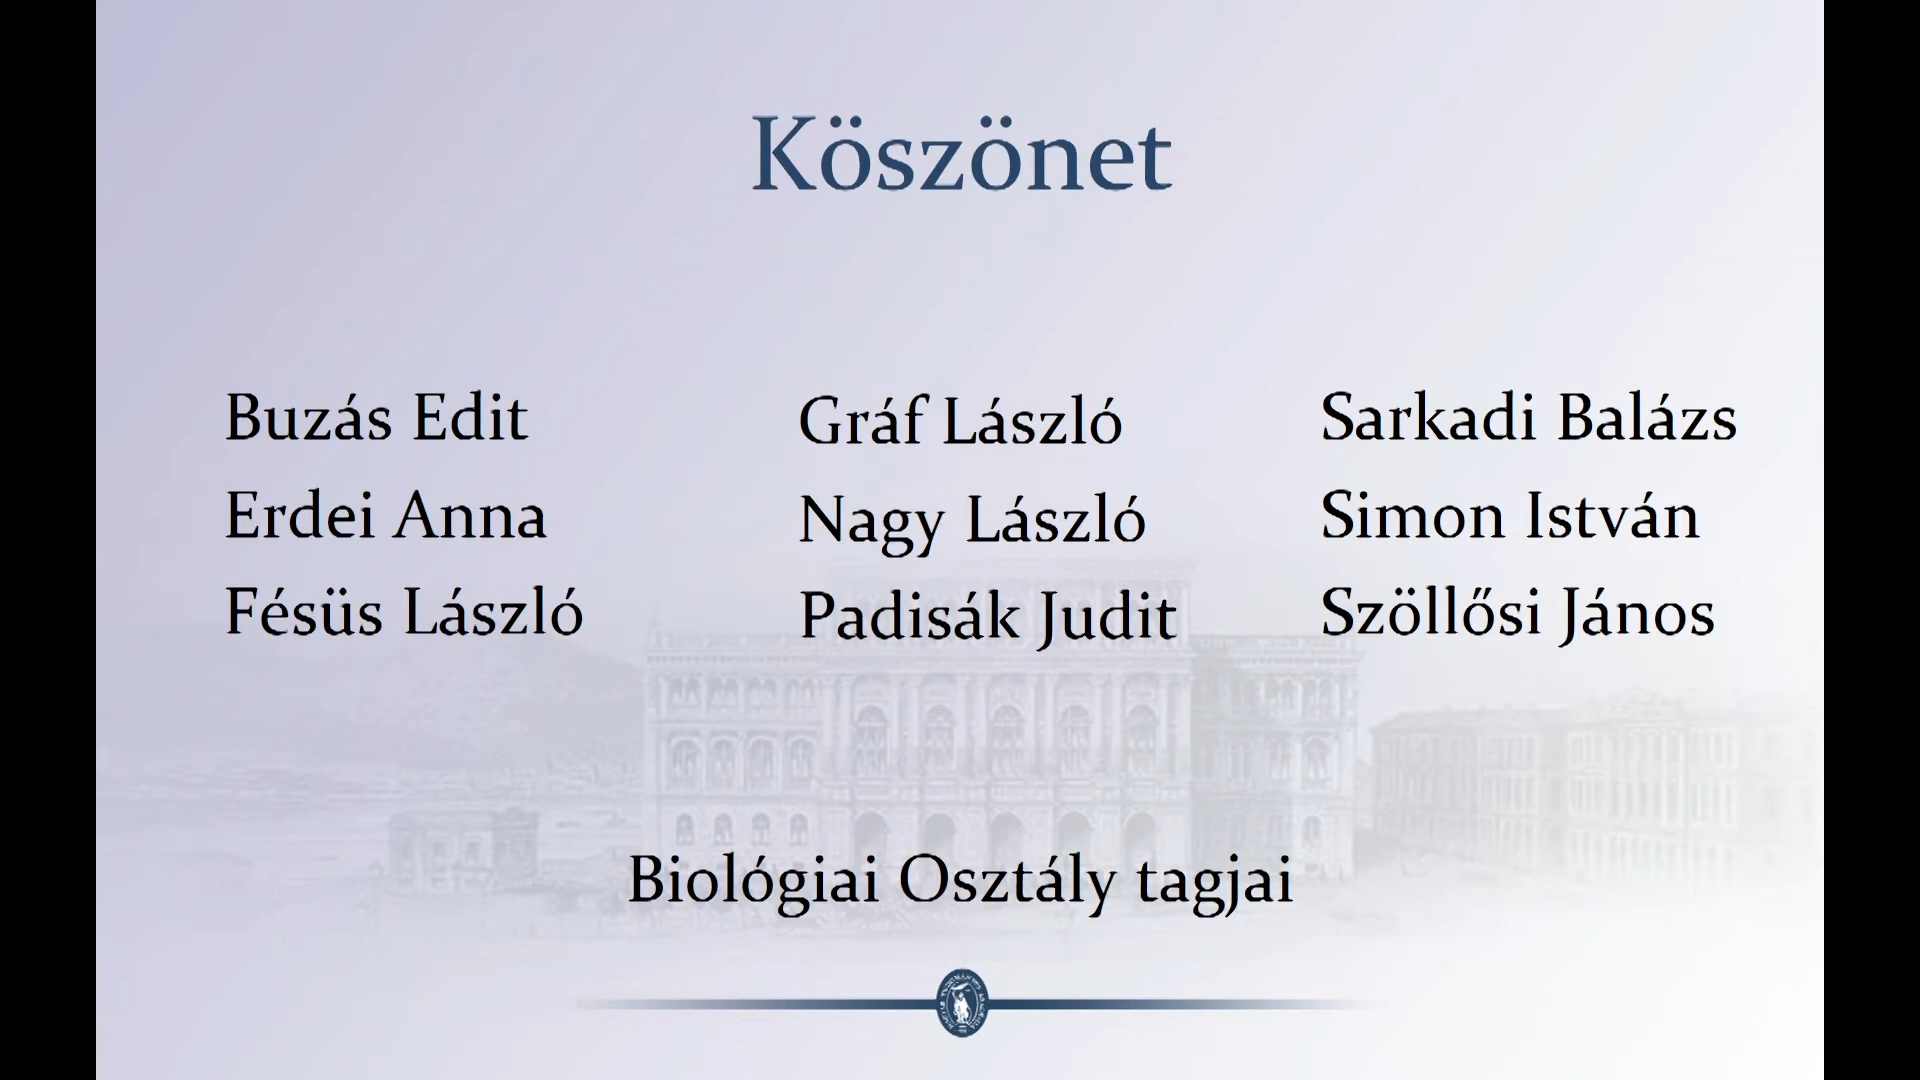 Köszönet
Buzás Edit
Erdei Anna
Fésüs László
Gráf László
Nagy László
Padisák Judit
Sarkadi Balázs
Simon István
Szöllősi János
Biológiai Osztály tagjai